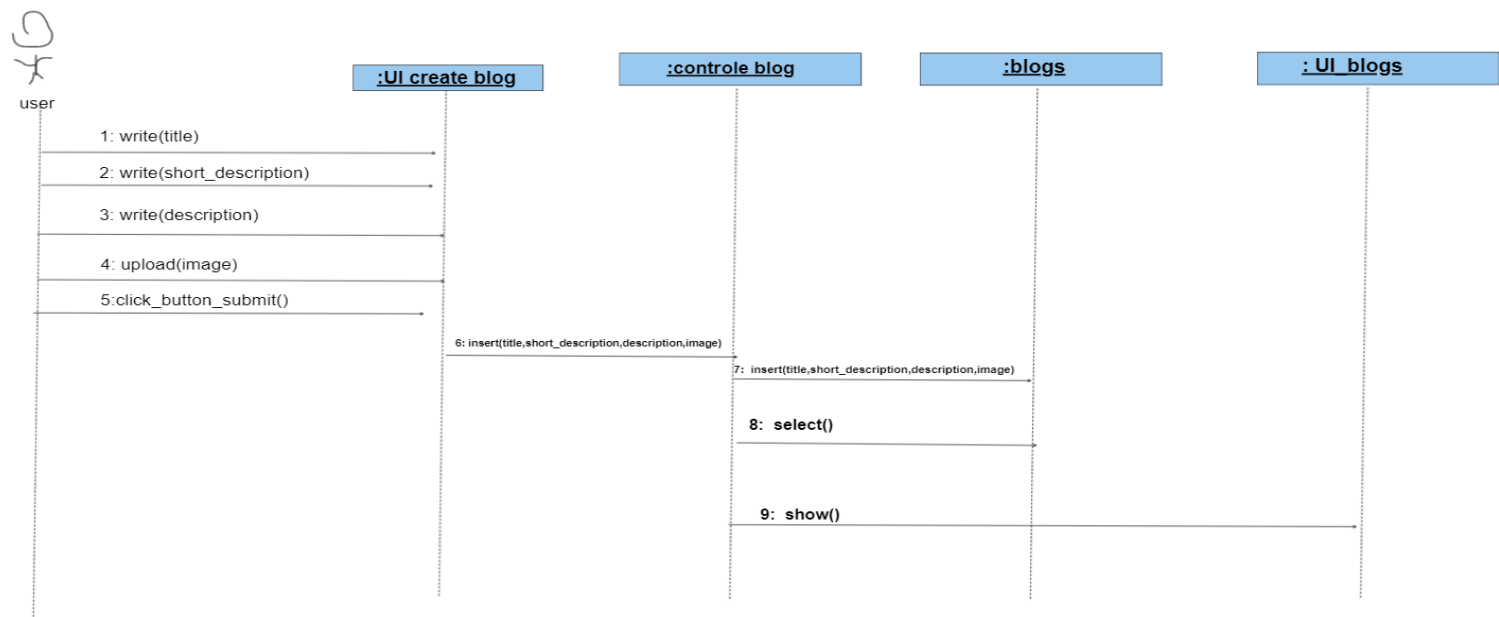 user
:UI create blog
:controle blog
:blogs
: UI_blogs
1: write(title)
2: write(short_description)
3: write(description)
4: upload(image)
5:click_button_submit()
6: insert(title,short_description,description,image)
7: insert(title,short_description,description,image)
8: select()
9: show()